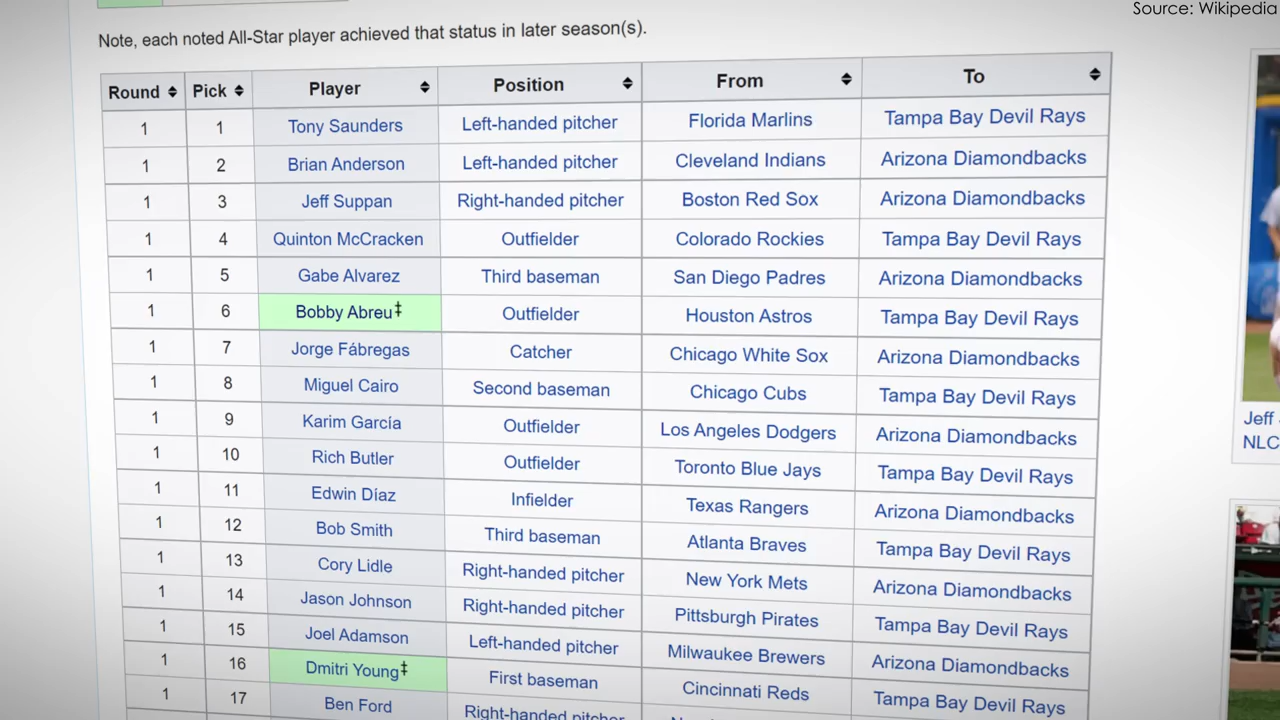 Source: Wikipedia
Note, each noted All-Star player achieved that status in later season(s).
Round Pick Player Position From To
1 1 Tony Saunders Left-handed pitcher Florida Marlins Tampa Bay Devil Rays
1 2 Brian Anderson Left-handed pitcher Cleveland Indians Arizona Diamondbacks
1 3 Jeff Suppan Right-handed pitcher Boston Red Sox Arizona Diamondbacks
1 4 Quinton McCracken Outfielder Colorado Rockies Tampa Bay Devil Rays
1 5 Gabe Alvarez Third baseman San Diego Padres Arizona Diamondbacks
1 6 Bobby Abreu‡ Outfielder Houston Astros Tampa Bay Devil Rays
1 7 Jorge Fábregas Catcher Chicago White Sox Arizona Diamondbacks
1 8 Miguel Cairo Second baseman Chicago Cubs Tampa Bay Devil Rays
1 9 Karim García Outfielder Los Angeles Dodgers Arizona Diamondbacks
1 10 Rich Butler Outfielder Toronto Blue Jays Tampa Bay Devil Rays
1 11 Edwin Díaz Infielder Texas Rangers Arizona Diamondbacks
1 12 Bob Smith Third baseman Atlanta Braves Tampa Bay Devil Rays
1 13 Cory Lidle Right-handed pitcher New York Mets Arizona Diamondbacks
1 14 Jason Johnson Right-handed pitcher Pittsburgh Pirates Tampa Bay Devil Rays
1 15 Joel Adamson Left-handed pitcher Milwaukee Brewers Arizona Diamondbacks
1 16 Dmitri Young‡ First baseman Cincinnati Reds Tampa Bay Devil Rays
1 17 Ben Ford Right-handed pitcher
Jeff
NLC